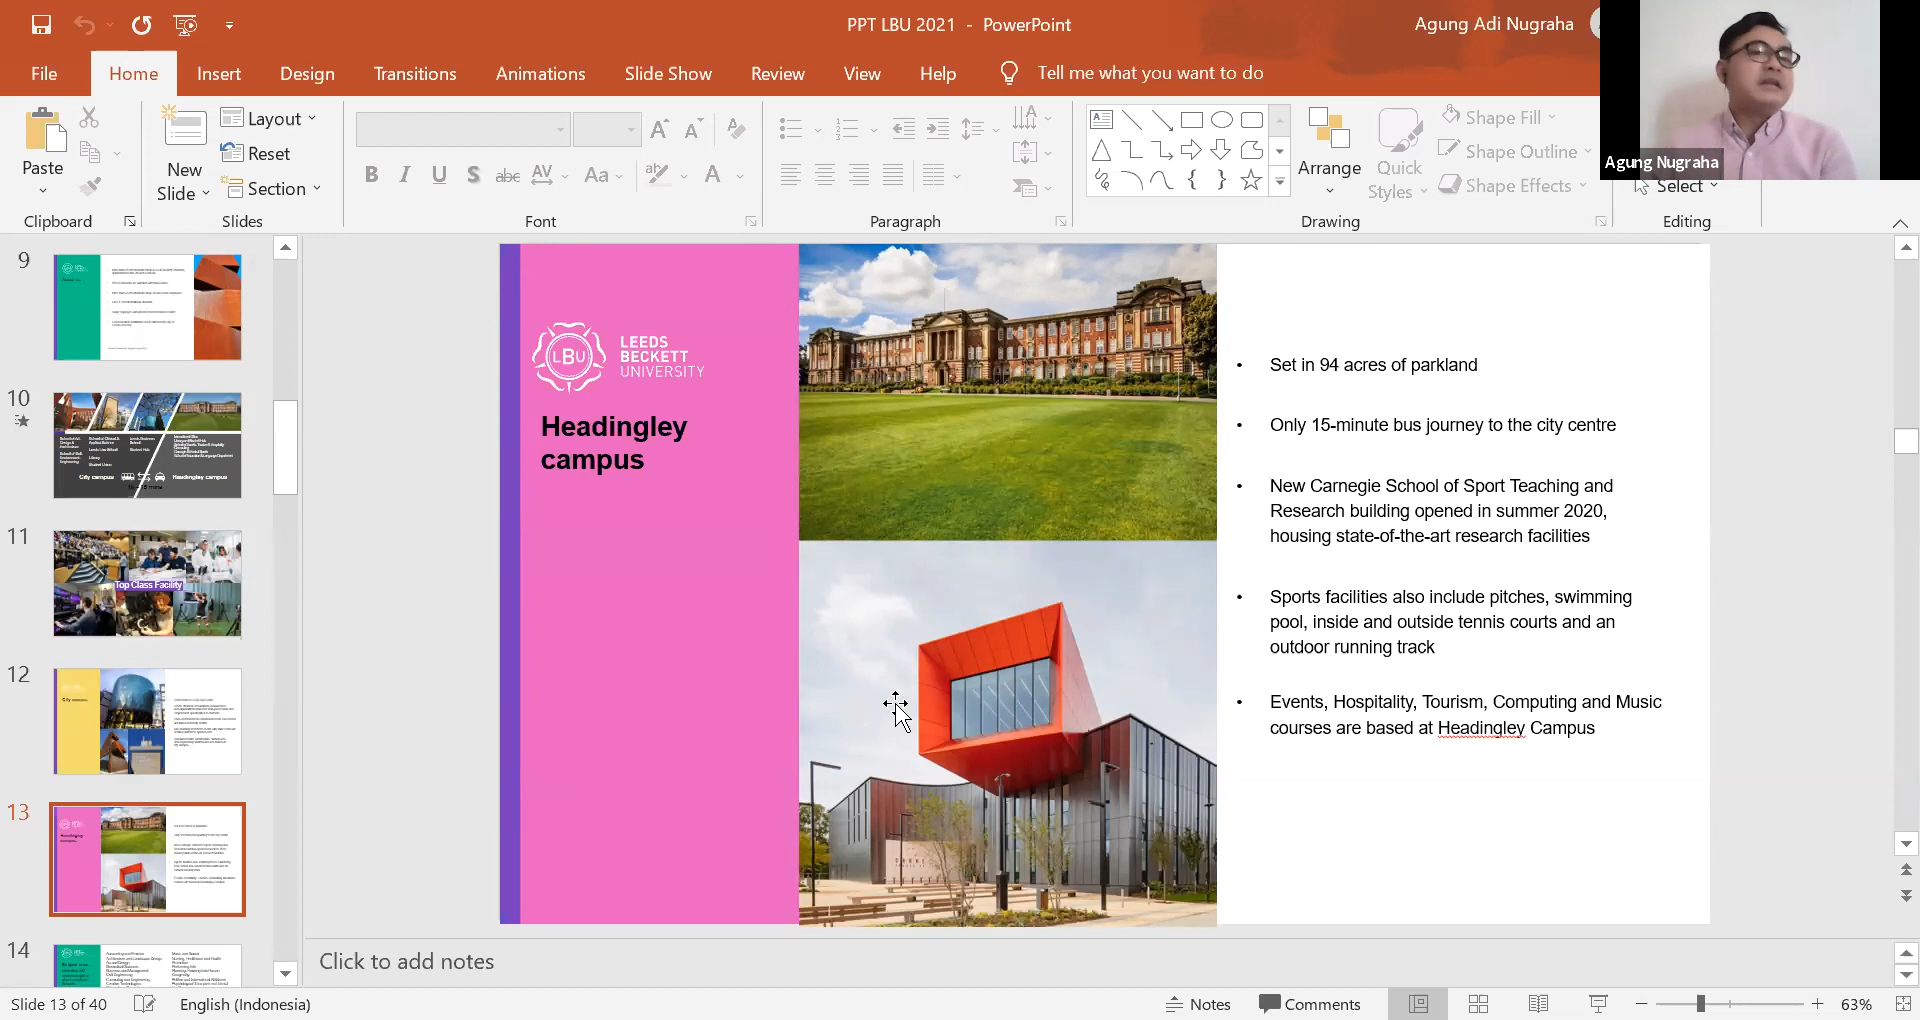 PPT LBU 2021 - PowerPoint
Agung Adi Nugraha
File Home Insert Design Transitions Animations Slide Show Review View Help Tell me what you want to do
Paste
New
Slide
Layout
Reset
Section
B I U S abc AV Aa A
Arrange
Quick
Styles
Shape Fill
Shape Outline
Shape Effects
Select
Agung Nugraha
Clipboard Slides Font Paragraph Drawing Editing
9
10
City campus
Headingley campus
11
Top Class Facility
12
13
14
LBU
LEEDS
BECKETT
UNIVERSITY
Headingley
campus
• Set in 94 acres of parkland
• Only 15-minute bus journey to the city centre
• New Carnegie School of Sport Teaching and
Research building opened in summer 2020,
housing state-of-the-art research facilities
• Sports facilities also include pitches, swimming
pool, inside and outside tennis courts and an
outdoor running track
• Events, Hospitality, Tourism, Computing and Music
courses are based at Headingley Campus
Click to add notes
Slide 13 of 40 English (Indonesia) Notes Comments 63%